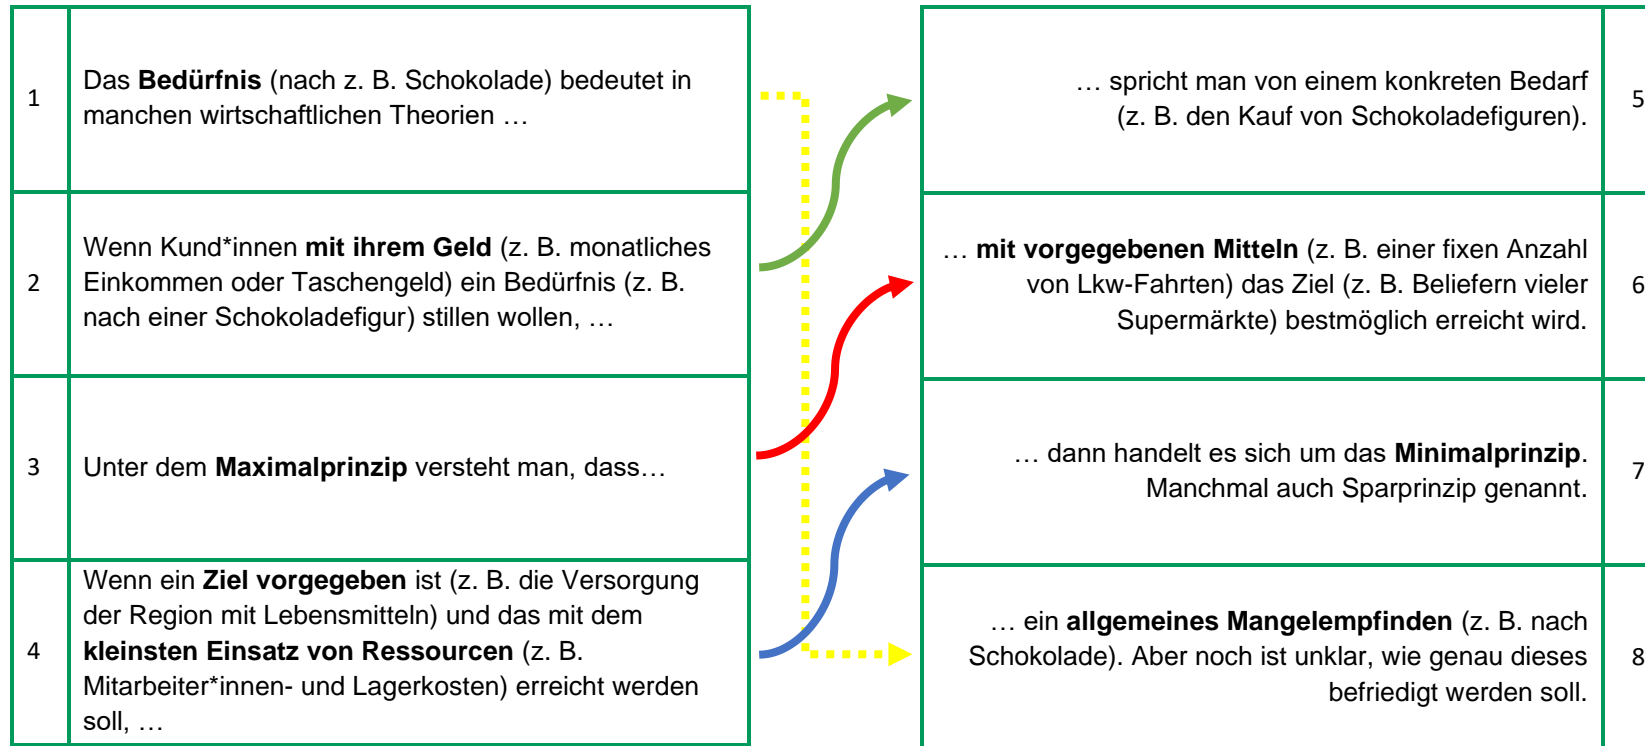 1
Das Bedürfnis (nach z. B. Schokolade) bedeutet in
manchen wirtschaftlichen Theorien …
2
Wenn Kund*innen mit ihrem Geld (z. B. monatliches
Einkommen oder Taschengeld) ein Bedürfnis (z. B.
nach einer Schokoladefigur) stillen wollen, …
3
Unter dem Maximalprinzip versteht man, dass…
4
Wenn ein Ziel vorgegeben ist (z. B. die Versorgung
der Region mit Lebensmitteln) und das mit dem
kleinsten Einsatz von Ressourcen (z. B.
Mitarbeiter*innen- und Lagerkosten) erreicht werden
soll, …
… spricht man von einem konkreten Bedarf
(z. B. den Kauf von Schokoladefiguren).
5
… mit vorgegebenen Mitteln (z. B. einer fixen Anzahl
von Lkw-Fahrten) das Ziel (z. B. Beliefern vieler
Supermärkte) bestmöglich erreicht wird.
6
… dann handelt es sich um das Minimalprinzip.
Manchmal auch Sparprinzip genannt.
7
… ein allgemeines Mangelempfinden (z. B. nach
Schokolade). Aber noch ist unklar, wie genau dieses
befriedigt werden soll.
8